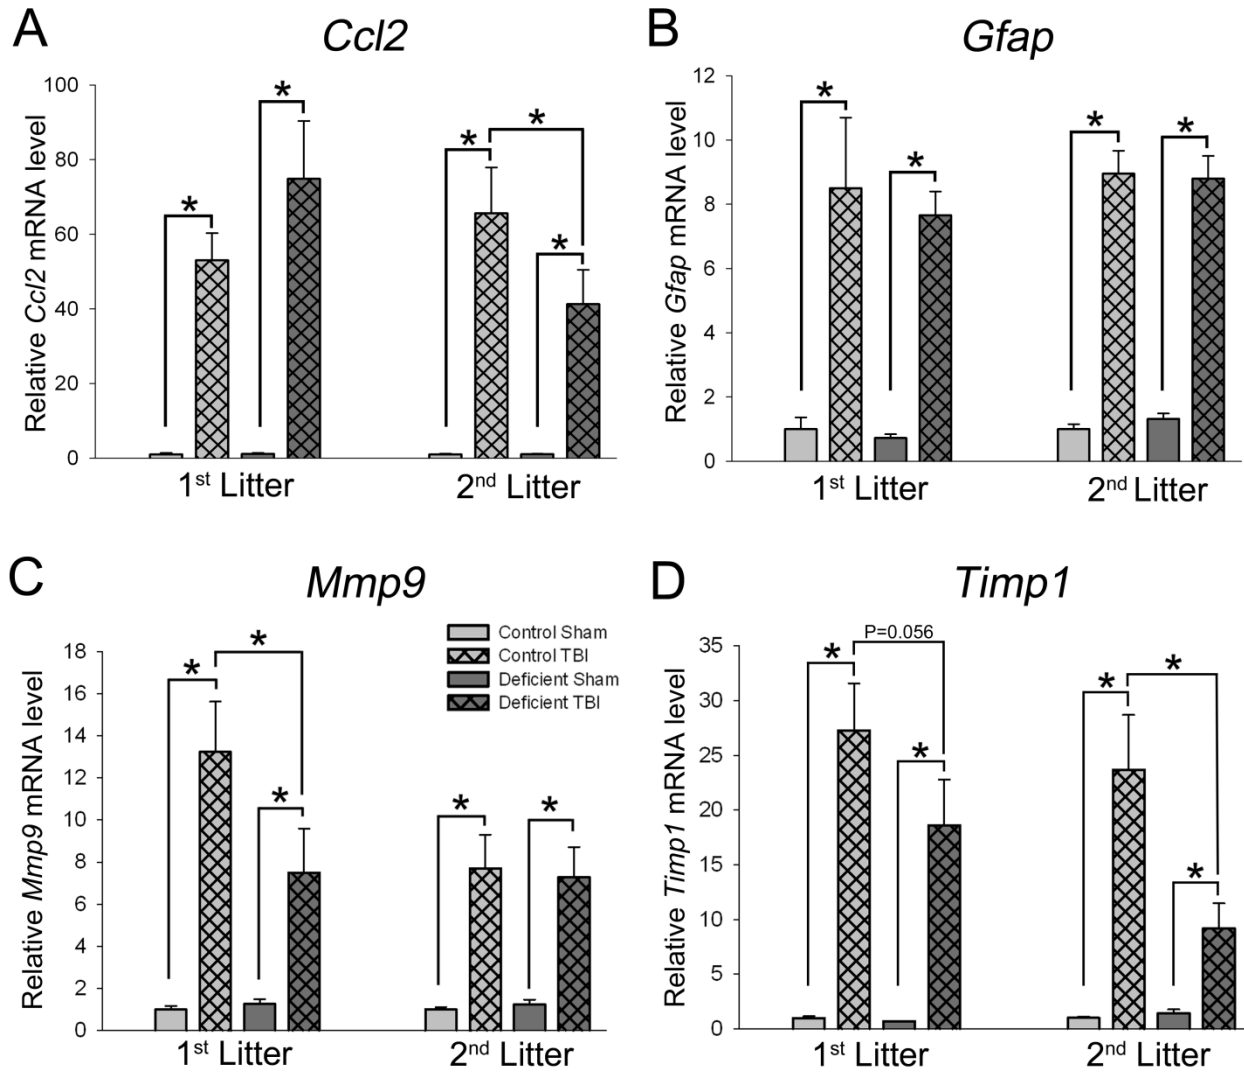 A
Ccl2
Relative Ccl2 mRNA level
100
80
60
40
20
0
*
*
*
*
*
1st Litter
2nd Litter
B
Gfap
Relative Gfap mRNA level
12
10
8
6
4
2
0
*
*
*
*
1st Litter
2nd Litter
C
Mmp9
Relative Mmp9 mRNA level
18
16
14
12
10
8
6
4
2
0
Control Sham
Control TBI
Deficient Sham
Deficient TBI
*
*
*
*
*
1st Litter
2nd Litter
D
Timp1
Relative Timp1 mRNA level
35
30
25
20
15
10
5
0
P=0.056
*
*
*
*
*
1st Litter
2nd Litter